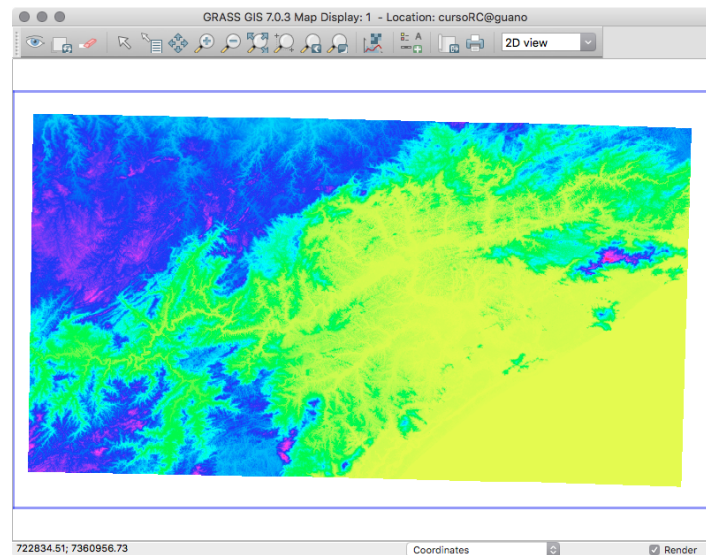 GRASS GIS 7.0.3 Map Display: 1 - Location: cursoRC@guano
2D view
722834.51; 7360956.73
Coordinates
Render